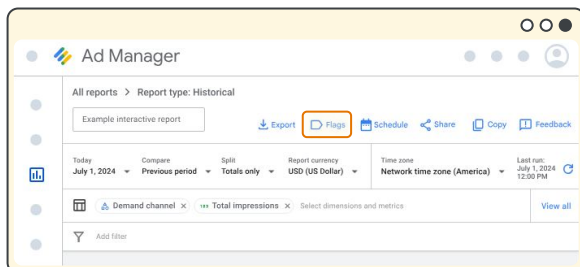 Ad Manager
All reports > Report type: Historical
Example interactive report
Export Flags Schedule Share Copy Feedback
Today Compare Split Report currency Time zone Last run:
July 1, 2024 Previous period Totals only USD (US Dollar) Network time zone (America) July 1, 2024
12:00 PM
Demand channel × 123 Total impressions × Select dimensions and metrics View all
Add filter